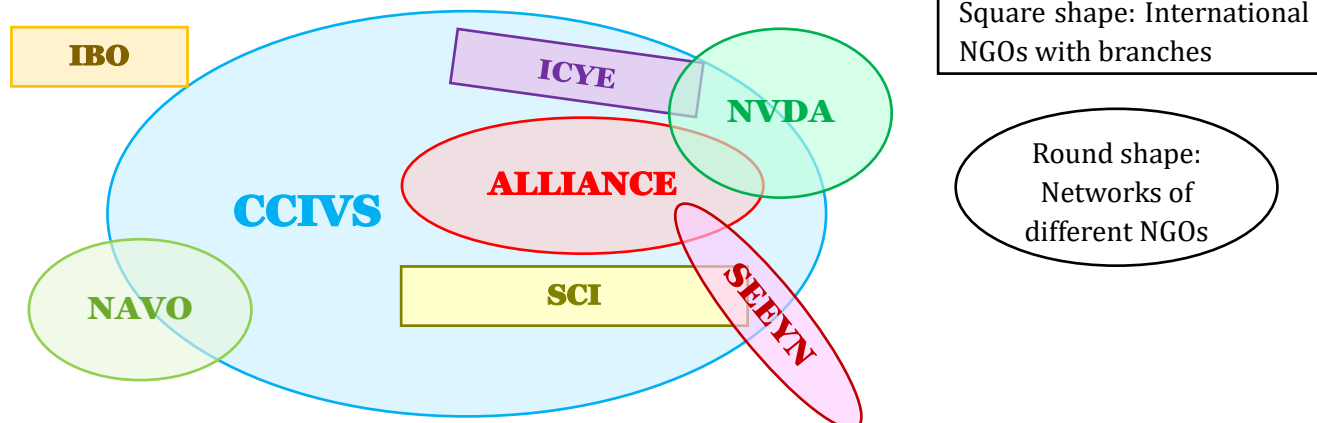 Square shape: International
NGOs with branches
IBO
ICYE
NVDA
Round shape:
Networks of
different NGOs
ALLIANCE
CCIVS
SCI
SEEYN
NAVO